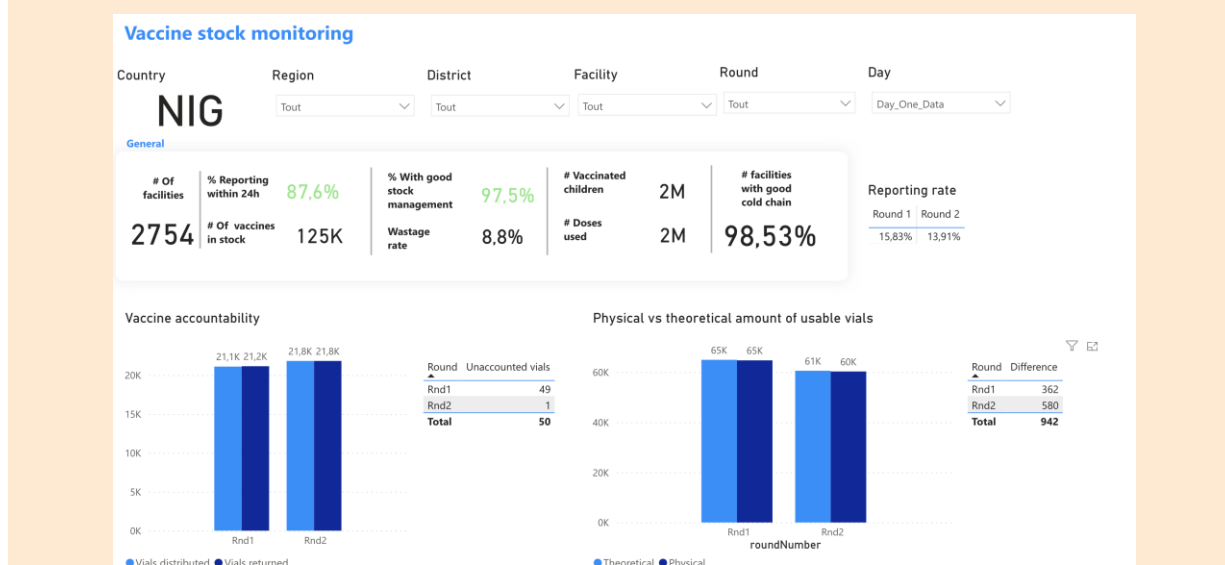 Vaccine stock monitoring
Country
Region
District
Facility
Round
Day
NIG
Tout
Tout
Tout
Tout
Day_One_Data
General
# Of
facilities
2754
% Reporting
within 24h
87,6%
# Of vaccines
in stock
125K
% With good
stock
management
97,5%
Wastage
rate
8,8%
# Vaccinated
children
2M
# Doses
used
2M
# facilities
with good
cold chain
98,53%
Reporting rate
Round 1 Round 2
15,83% 13,91%
Vaccine accountability
21,1K 21,2K 21,8K 21,8K
20K
15K
10K
5K
0K
Rnd1 Rnd2
Vials distributed Vials returned
Round Unaccounted vials
Rnd1 49
Rnd2 1
Total 50
Physical vs theoretical amount of usable vials
65K 65K 61K 60K
60K
40K
20K
0K
Rnd1 Rnd2
roundNumber
Theoretical Physical
Round Difference
Rnd1 362
Rnd2 580
Total 942